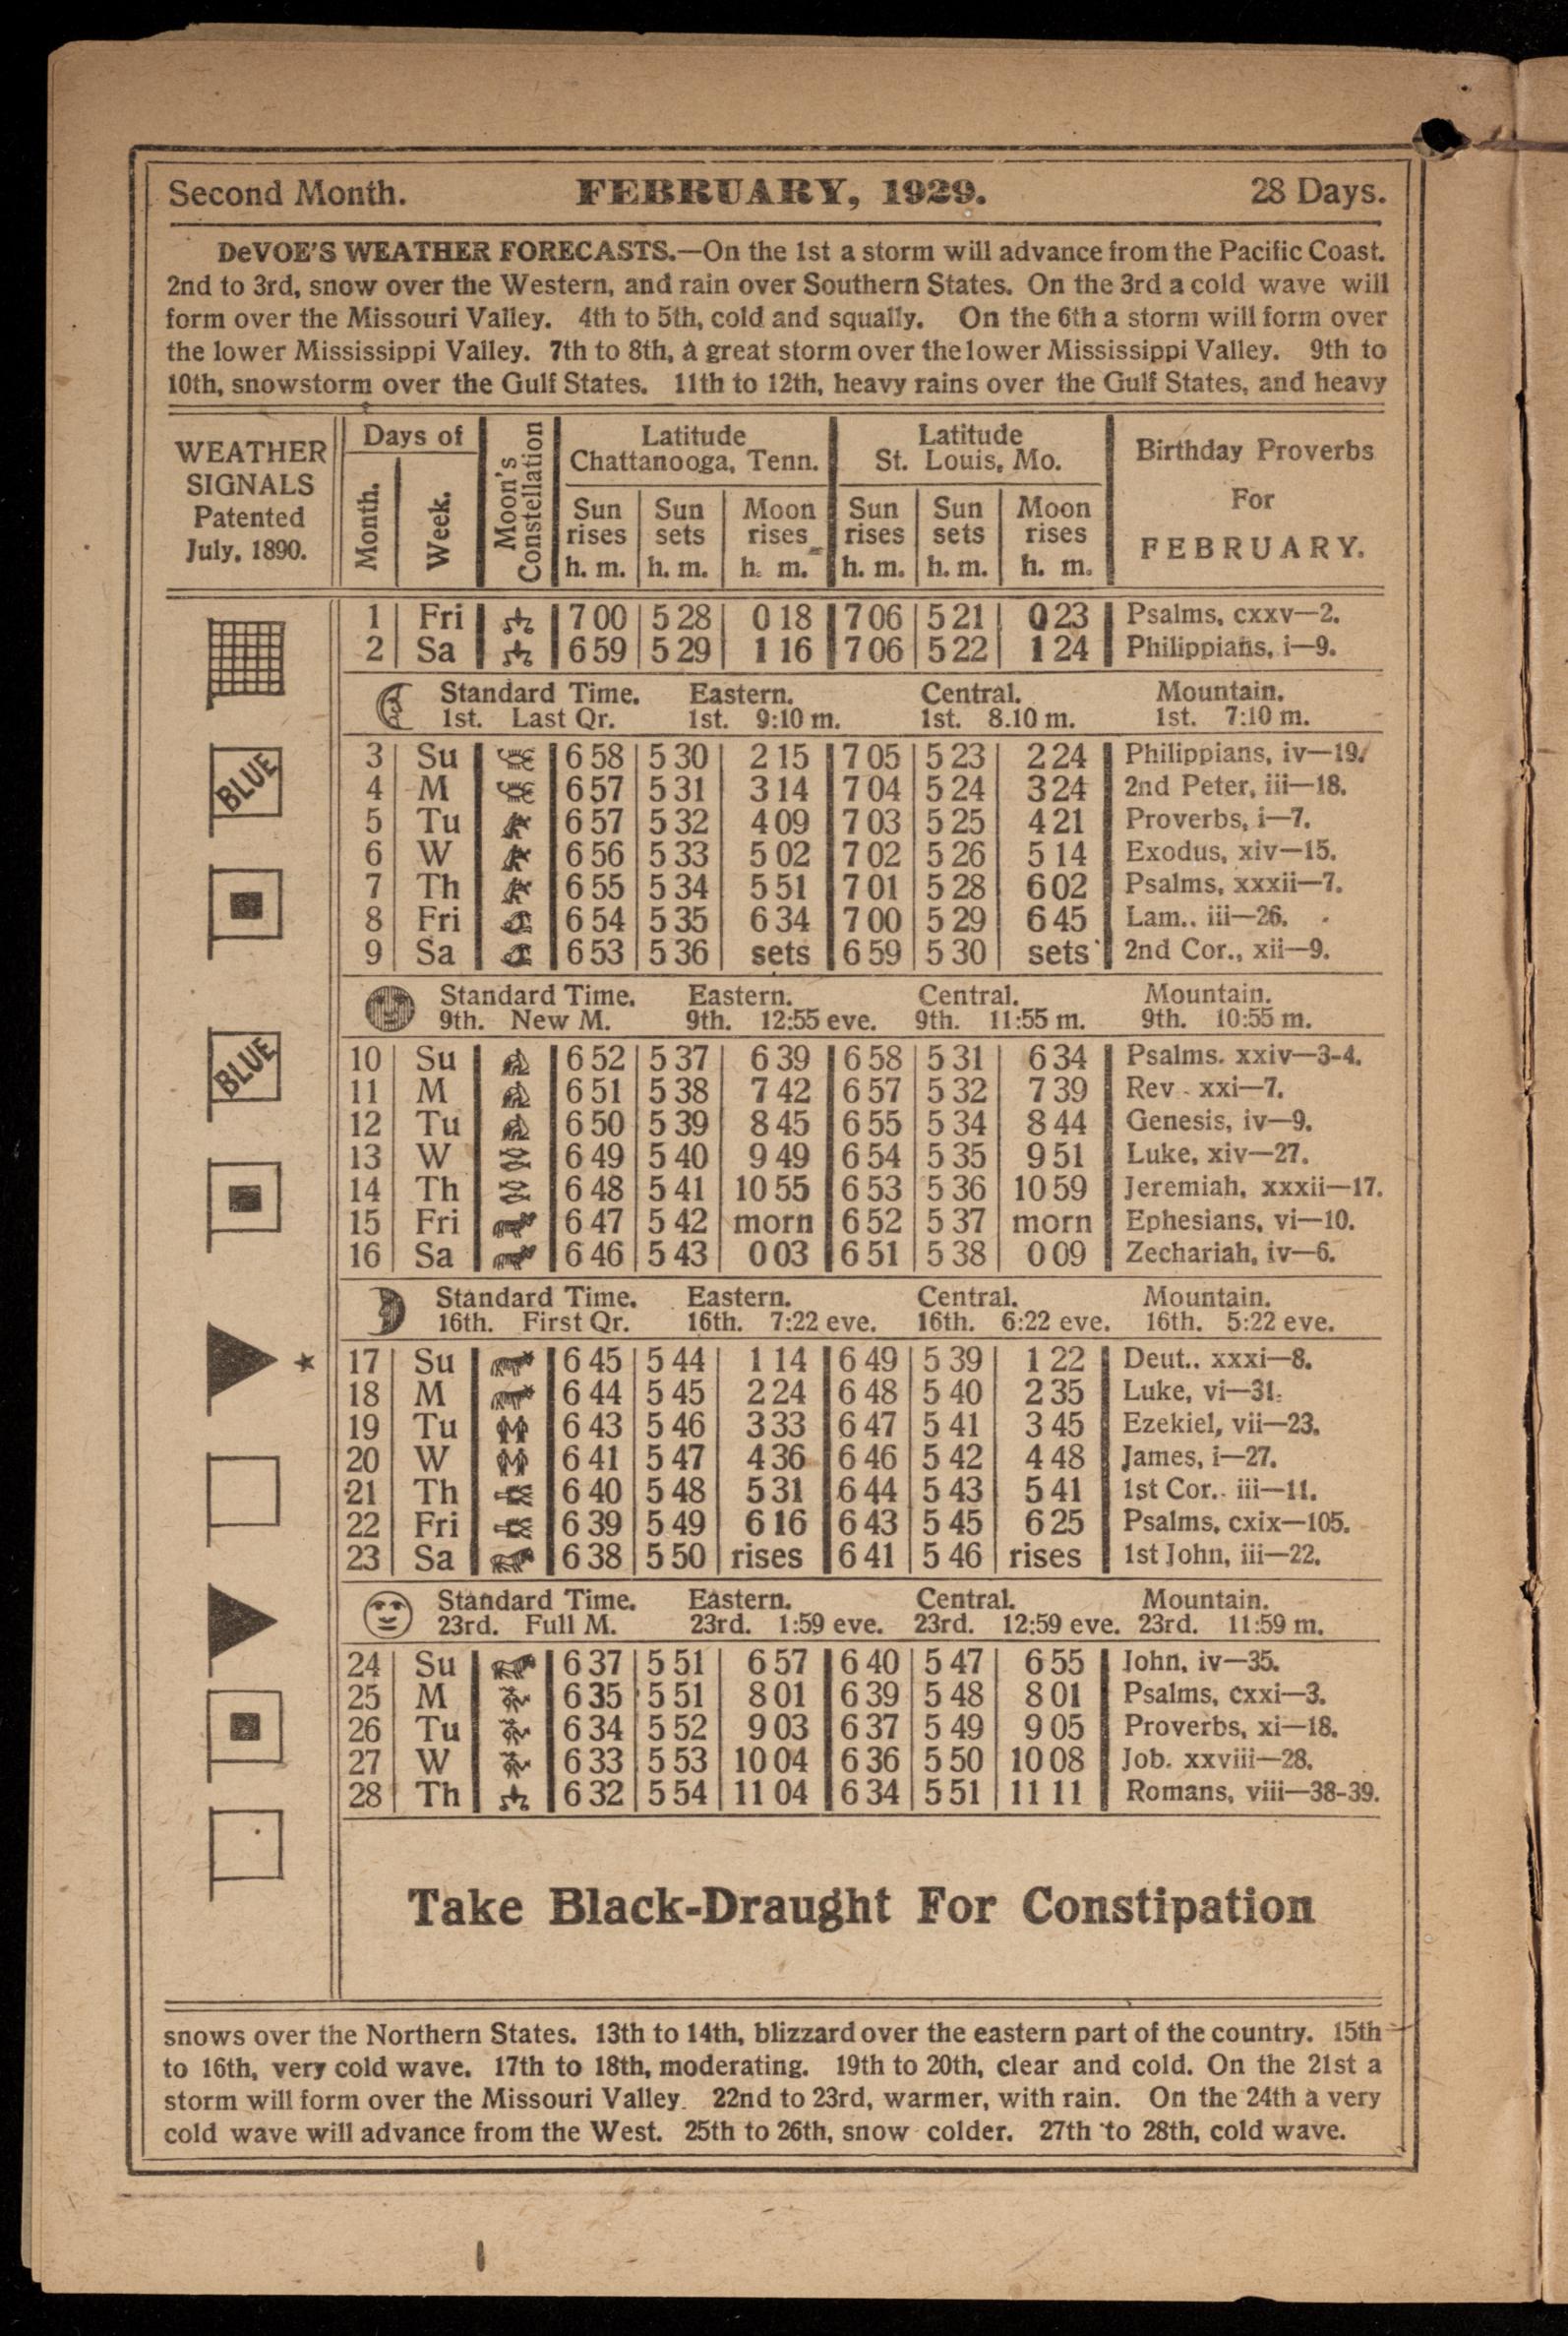 Second Month. FEBRUARY, 1929. 28 Days.
DeVOE'S WEATHER FORECASTS.—On the 1st a storm will advance from the Pacific Coast.
2nd to 3rd, snow over the Western, and rain over Southern States. On the 3rd a cold wave will
form over the Missouri Valley. 4th to 5th, cold and squally. On the 6th a storm will form over
the lower Mississippi Valley. 7th to 8th, a great storm over the lower Mississippi Valley. 9th to
10th, snowstorm over the Gulf States. 11th to 12th, heavy rains over the Gulf States, and heavy
WEATHER
SIGNALS
Patented
July, 1890.
Days of
Month.
Week.
Moon's
Constellation
Latitude
Chattanooga, Tenn.
Sun rises h. m.
Sun sets h. m.
Moon rises h. m.
Latitude
St. Louis, Mo.
Sun rises h. m.
Sun sets h. m.
Moon rises h. m.
Birthday Proverbs
For
FEBRUARY.
1 Fri 7 00 5 28 0 18 7 06 5 21 0 23 Psalms, cxxv—2.
2 Sa 6 59 5 29 1 16 7 06 5 22 1 24 Philippians, i—9.
Standard Time. Eastern. Central. Mountain.
1st. Last Qr. 1st. 9:10 m. 1st. 8.10 m. 1st. 7:10 m.
3 Su 6 58 5 30 2 15 7 05 5 23 2 24 Philippians, iv—19.
BLUE
4 M 6 57 5 31 3 14 7 04 5 24 3 24 2nd Peter, iii—18.
5 Tu 6 57 5 32 4 09 7 03 5 25 4 21 Proverbs, i—7.
6 W 6 56 5 33 5 02 7 02 5 26 5 14 Exodus, xiv—15.
7 Th 6 55 5 34 5 51 7 01 5 28 6 02 Psalms, xxxii—7.
8 Fri 6 54 5 35 6 34 7 00 5 29 6 45 Lam.. iii—26.
9 Sa 6 53 5 36 sets 6 59 5 30 sets 2nd Cor., xii—9.
Standard Time. Eastern. Central. Mountain.
9th. New M. 9th. 12:55 eve. 9th. 11:55 m. 9th. 10:55 m.
BLUE
10 Su 6 52 5 37 6 39 6 58 5 31 6 34 Psalms. xxiv—3-4.
11 M 6 51 5 38 7 42 6 57 5 32 7 39 Rev. xxi—7.
12 Tu 6 50 5 39 8 45 6 55 5 34 8 44 Genesis, iv—9.
13 W 6 49 5 40 9 49 6 54 5 35 9 51 Luke, xiv—27.
14 Th 6 48 5 41 10 55 6 53 5 36 10 59 Jeremiah, xxxii—17.
15 Fri 6 47 5 42 morn 6 52 5 37 morn Ephesians, vi—10.
16 Sa 6 46 5 43 0 03 6 51 5 38 0 09 Zechariah, iv—6.
Standard Time. Eastern. Central. Mountain.
16th. First Qr. 16th. 7:22 eve. 16th. 6:22 eve. 16th. 5:22 eve.
17 Su 6 45 5 44 1 14 6 49 5 39 1 22 Deut.. xxxi—8.
18 M 6 44 5 45 2 24 6 48 5 40 2 35 Luke, vi—31.
19 Tu 6 43 5 46 3 33 6 47 5 41 3 45 Ezekiel, vii—23.
20 W 6 41 5 47 4 36 6 46 5 42 4 48 James, i—27.
21 Th 6 40 5 48 5 31 6 44 5 43 5 41 1st Cor.. iii—11.
22 Fri 6 39 5 49 6 16 6 43 5 45 6 25 Psalms, cxix—105.
23 Sa 6 38 5 50 rises 6 41 5 46 rises 1st John, iii—22.
Standard Time. Eastern. Central. Mountain.
23rd. Full M. 23rd. 1:59 eve. 23rd. 12:59 eve. 23rd. 11:59 m.
24 Su 6 37 5 51 6 57 6 40 5 47 6 55 John, iv—35.
25 M 6 35 5 51 8 01 6 39 5 48 8 01 Psalms, cxxi—3.
26 Tu 6 34 5 52 9 03 6 37 5 49 9 05 Proverbs, xi—18.
27 W 6 33 5 53 10 04 6 36 5 50 10 08 Job. xxviii—28.
28 Th 6 32 5 54 11 04 6 34 5 51 11 11 Romans, viii—38-39.
Take Black-Draught For Constipation
snows over the Northern States. 13th to 14th, blizzard over the eastern part of the country. 15th
to 16th, very cold wave. 17th to 18th, moderating. 19th to 20th, clear and cold. On the 21st a
storm will form over the Missouri Valley. 22nd to 23rd, warmer, with rain. On the 24th a very
cold wave will advance from the West. 25th to 26th, snow colder. 27th to 28th, cold wave.